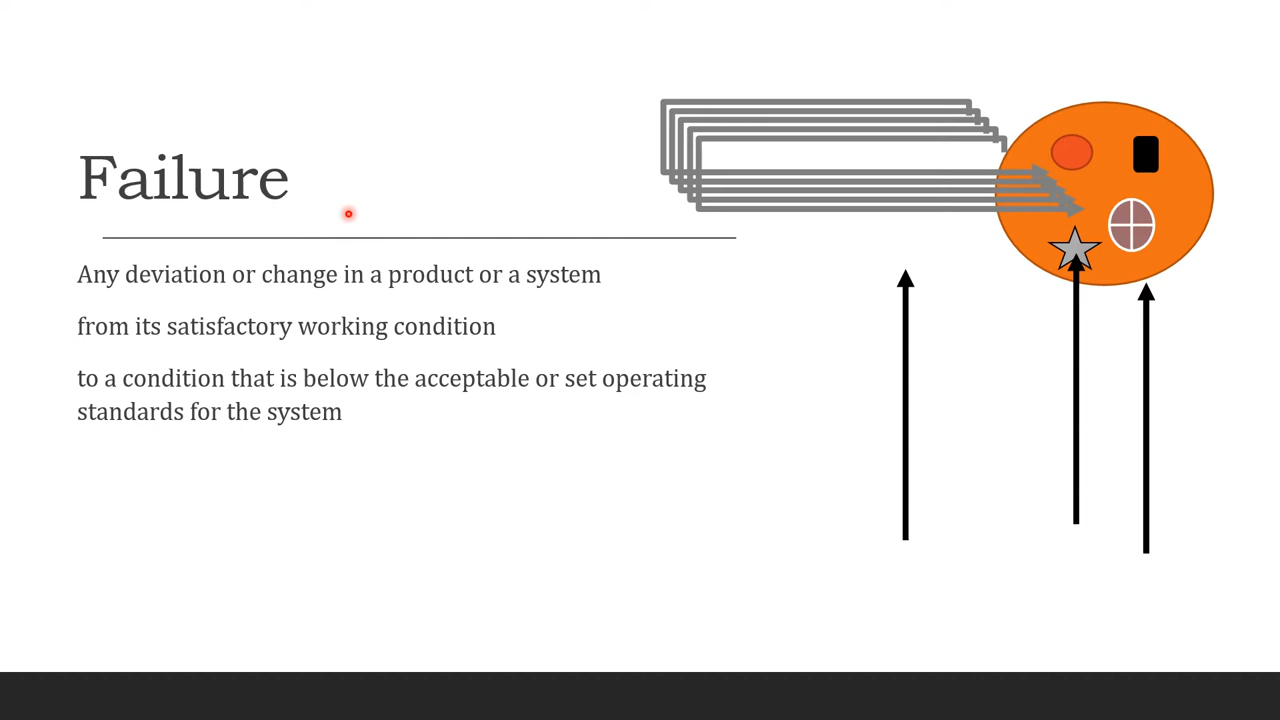 Failure
Any deviation or change in a product or a system
from its satisfactory working condition
to a condition that is below the acceptable or set operating
standards for the system